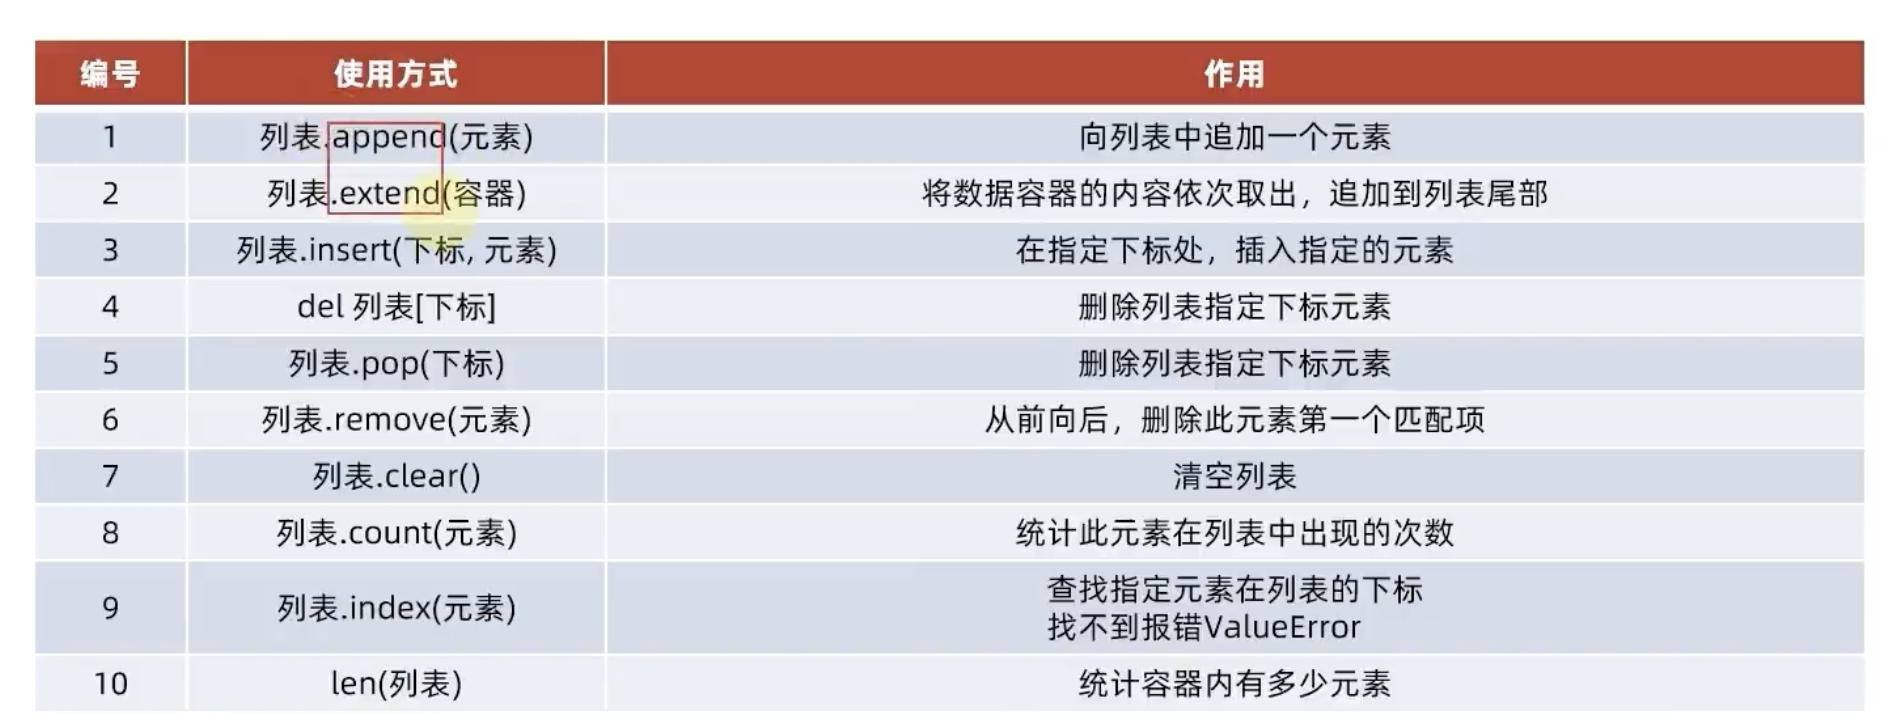 编号 使用方式 作用
1 列表.append(元素) 向列表中追加一个元素
2 列表.extend(容器) 将数据容器的内容依次取出，追加到列表尾部
3 列表.insert(下标, 元素) 在指定下标处，插入指定的元素
4 del 列表[下标] 删除列表指定下标元素
5 列表.pop(下标) 删除列表指定下标元素
6 列表.remove(元素) 从前向后，删除此元素第一个匹配项
7 列表.clear() 清空列表
8 列表.count(元素) 统计此元素在列表中出现的次数
9 列表.index(元素) 查找指定元素在列表的下标
找不到报错ValueError
10 len(列表) 统计容器内有多少元素